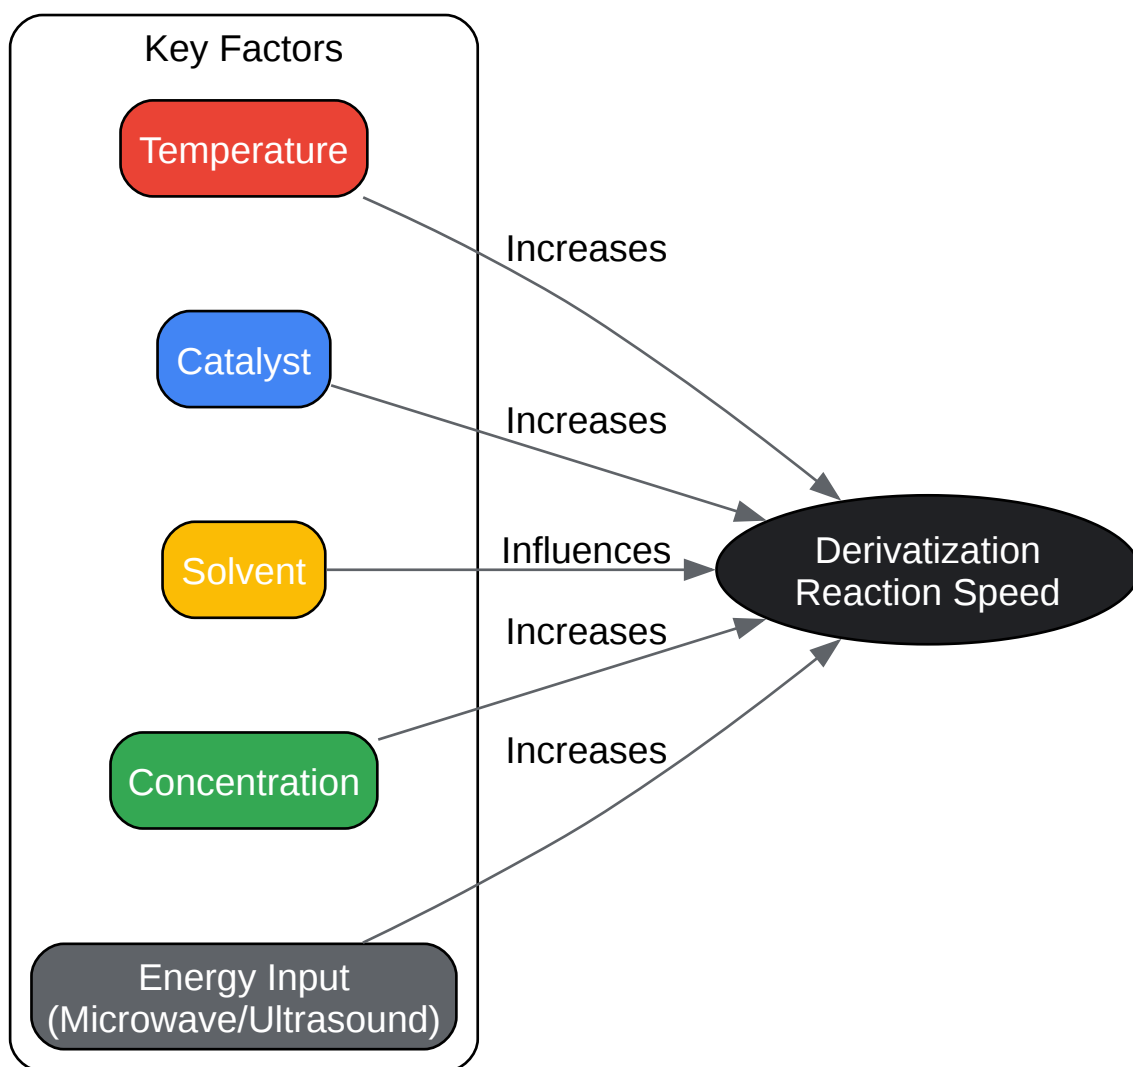 Key Factors
Temperature
Increases
Catalyst
Increases
Solvent
Influences
Derivatization
Reaction Speed
Increases
Concentration
Increases
Energy Input
(Microwave/Ultrasound)